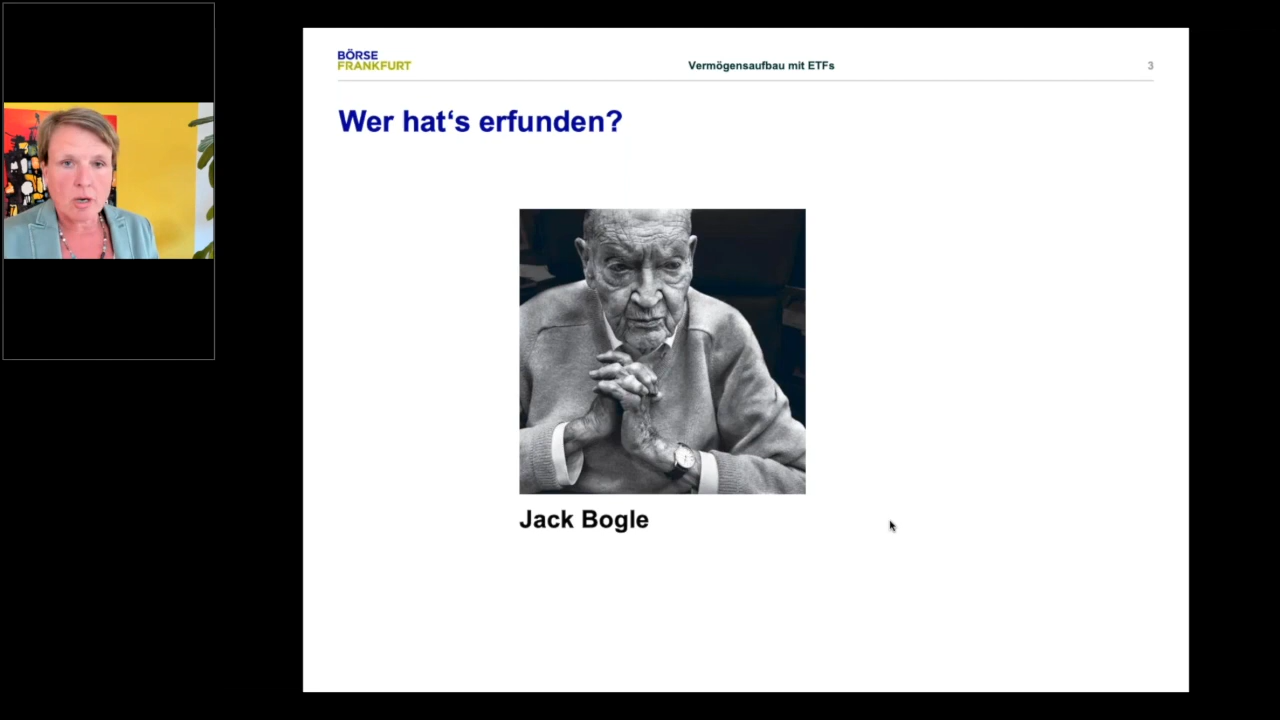 BÖRSE
FRANKFURT
Vermögensaufbau mit ETFs
3
Wer hat‘s erfunden?
Jack Bogle